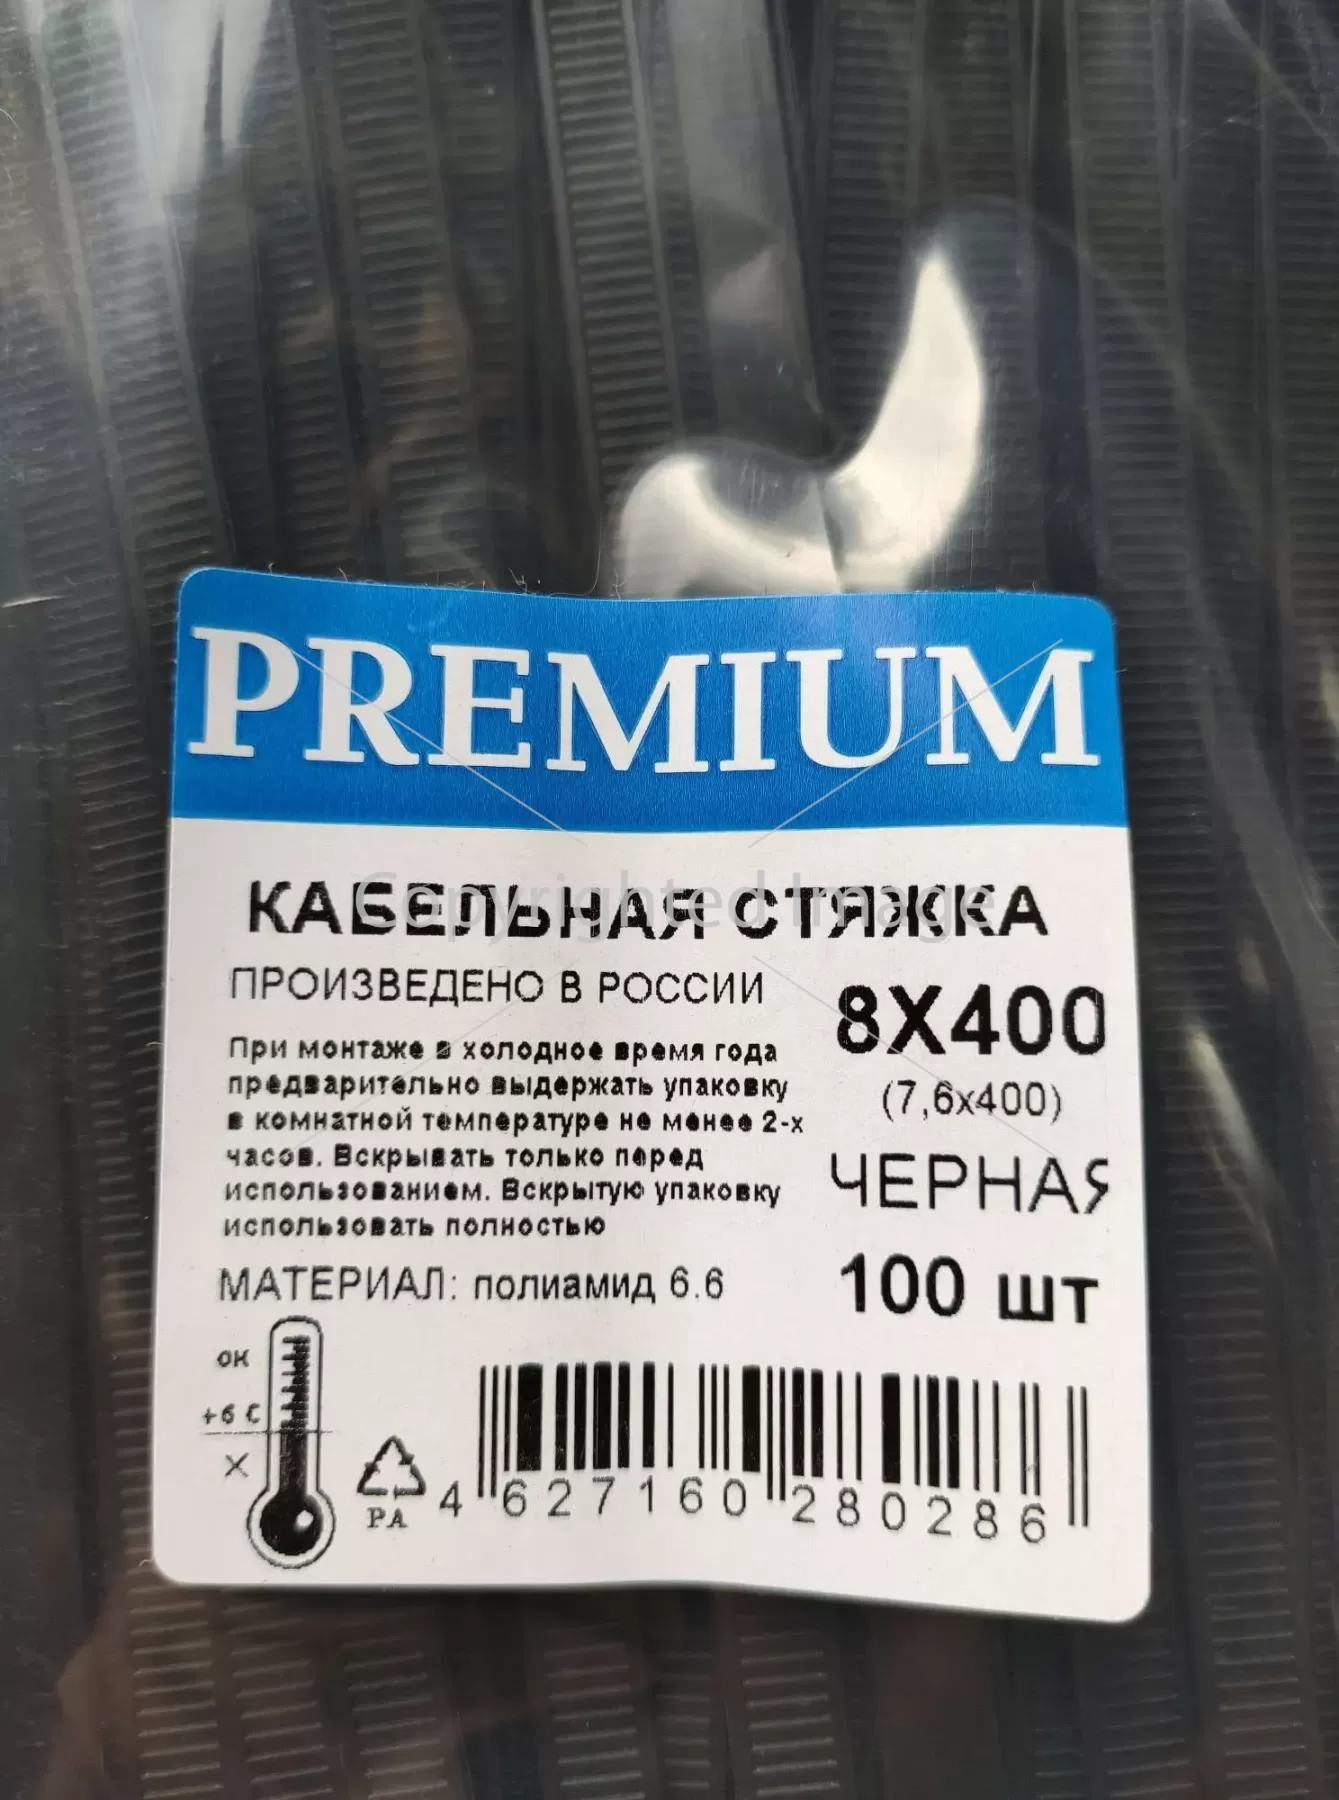 PREMIUM
КАБЕЛЬНАЯ СТЯЖКА
Copyrighted Image
ПРОИЗВЕДЕНО В РОССИИ
8X400
(7,6x400)
ЧЕРНАЯ
100 шт
При монтаже в холодное время года
предварительно выдержать упаковку
в комнатной температуре не менее 2-х
часов. Вскрывать только перед
использованием. Вскрытую упаковку
использовать полностью
МАТЕРИАЛ: полиамид 6.6
ОК
+6 С
X
PA
4 627160 280286